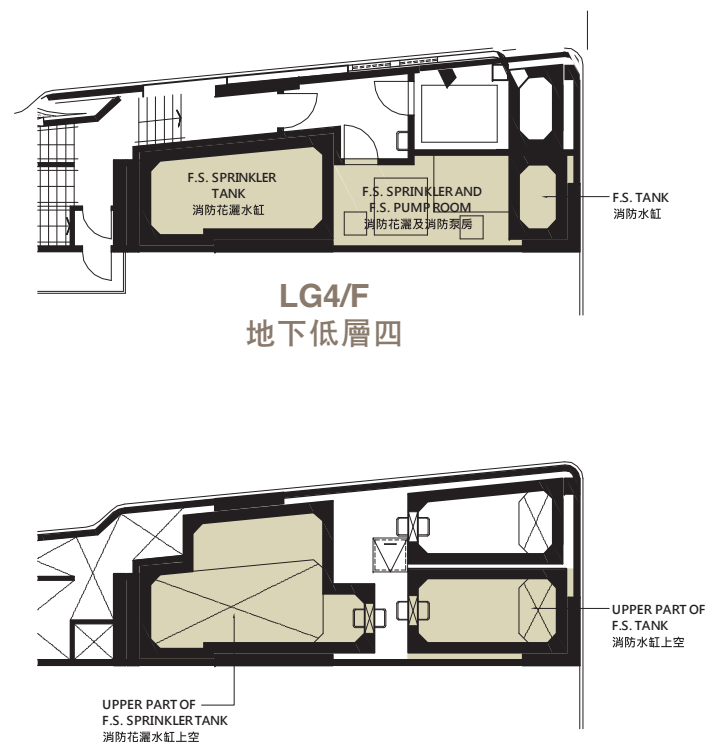 F.S. SPRINKLER
TANK
消防花灑水缸
F.S. SPRINKLER AND
F.S. PUMP ROOM
消防花灑及消防泵房
F.S. TANK
消防水缸
LG4/F
地下低層四
UPPER PART OF
F.S. TANK
消防水缸上空
UPPER PART OF
F.S. SPRINKLER TANK
消防花灑水缸上空